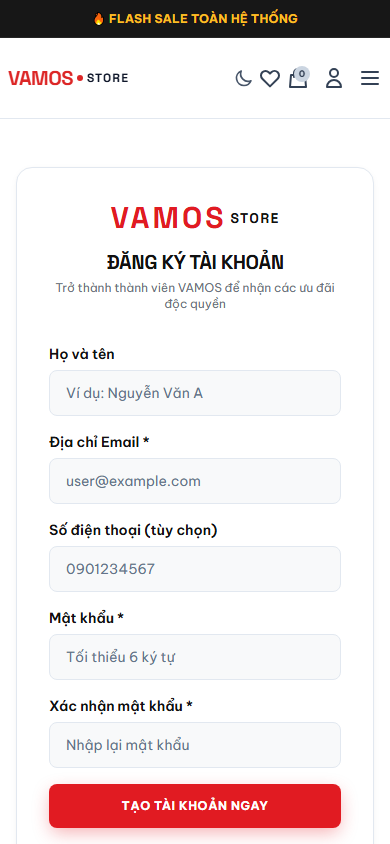 🔥 FLASH SALE TOÀN HỆ THỐNG
VAMOS STORE
0
VAMOS STORE
ĐĂNG KÝ TÀI KHOẢN
Trở thành thành viên VAMOS để nhận các ưu đãi
độc quyền
Họ và tên
Ví dụ: Nguyễn Văn A
Địa chỉ Email *
user@example.com
Số điện thoại (tùy chọn)
0901234567
Mật khẩu *
Tối thiểu 6 ký tự
Xác nhận mật khẩu *
Nhập lại mật khẩu
TẠO TÀI KHOẢN NGAY